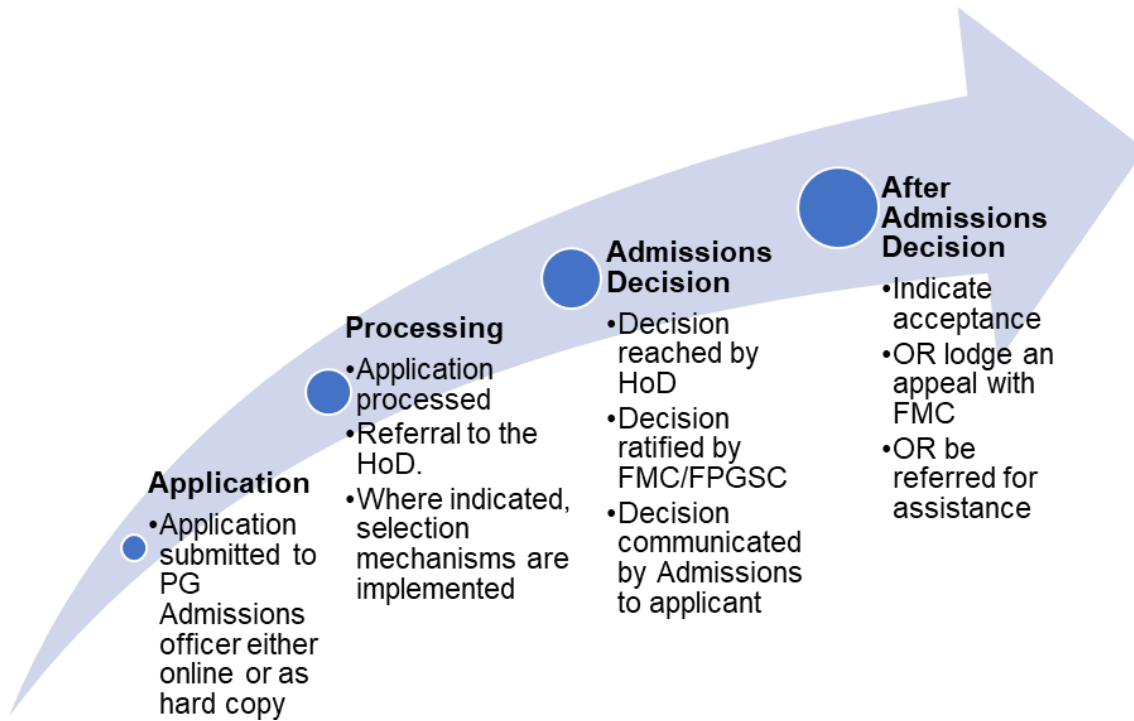 Application
•Application
submitted to
PG
Admissions
officer either
online or as
hard copy
Processing
•Application
processed
•Referral to the
HoD.
•Where indicated,
selection
mechanisms are
implemented
Admissions
Decision
•Decision
reached by
HoD
•Decision
ratified by
FMC/FPGSC
•Decision
communicated
by Admissions
to applicant
After
Admissions
Decision
•Indicate
acceptance
•OR lodge an
appeal with
FMC
•OR be
referred for
assistance